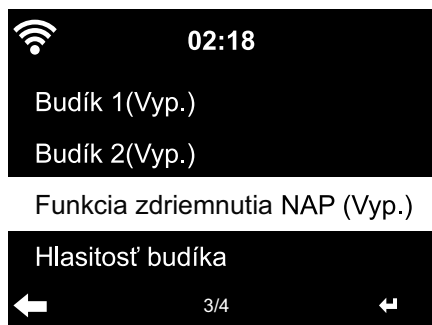 02:18
Budík 1(Vyp.)
Budík 2(Vyp.)
Funkcia zdriemnutia NAP (Vyp.)
Hlasitosť budíka
3/4